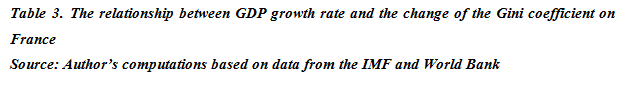 Table 3. The relationship between GDP growth rate and the change of the Gini coefficient on
France
Source: Author's computations based on data from the IMF and World Bank